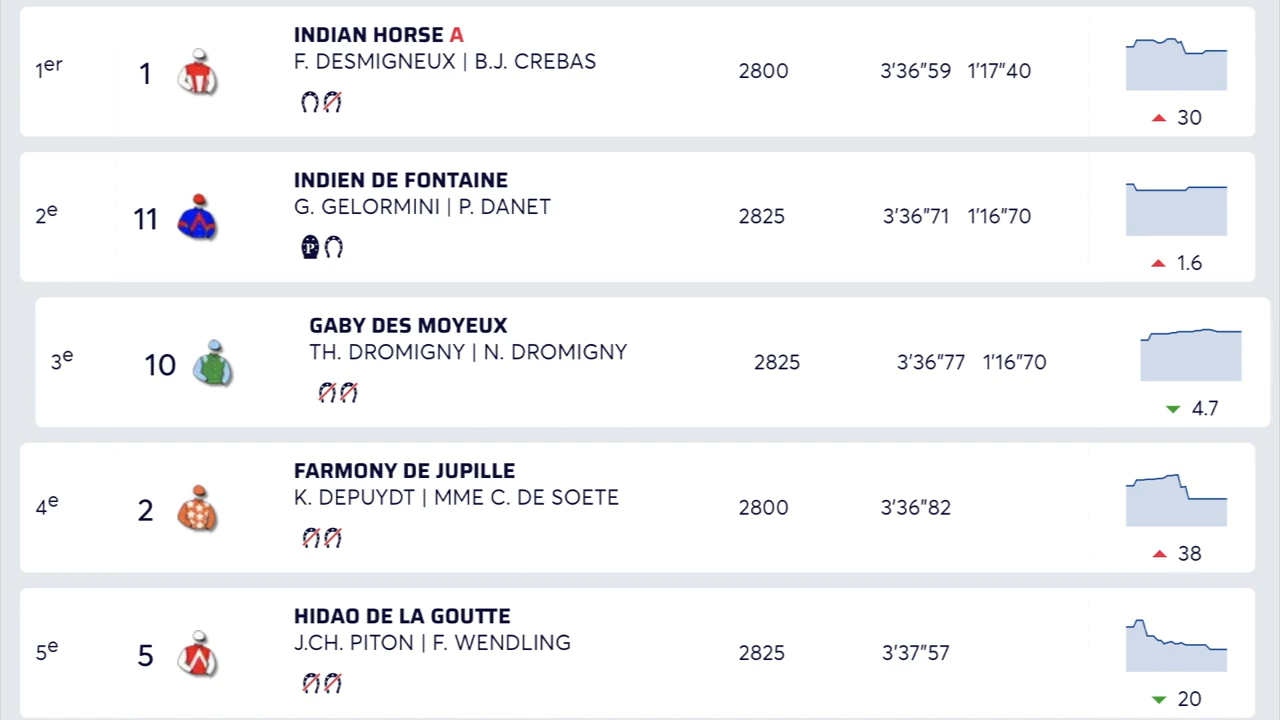 1er 1 INDIAN HORSE A
F. DESMIGNEUX | B.J. CREBAS 2800 3'36"59 1'17"40
30
2e 11 INDIEN DE FONTAINE
G. GELORMINI | P. DANET 2825 3'36"71 1'16"70
P
1.6
3e 10 GABY DES MOYEUX
TH. DROMIGNY | N. DROMIGNY 2825 3'36"77 1'16"70
4.7
4e 2 FARMONY DE JUPILLE
K. DEPUYDT | MME C. DE SOETE 2800 3'36"82
38
5e 5 HIDAO DE LA GOUTTE
J.CH. PITON | F. WENDLING 2825 3'37"57
20